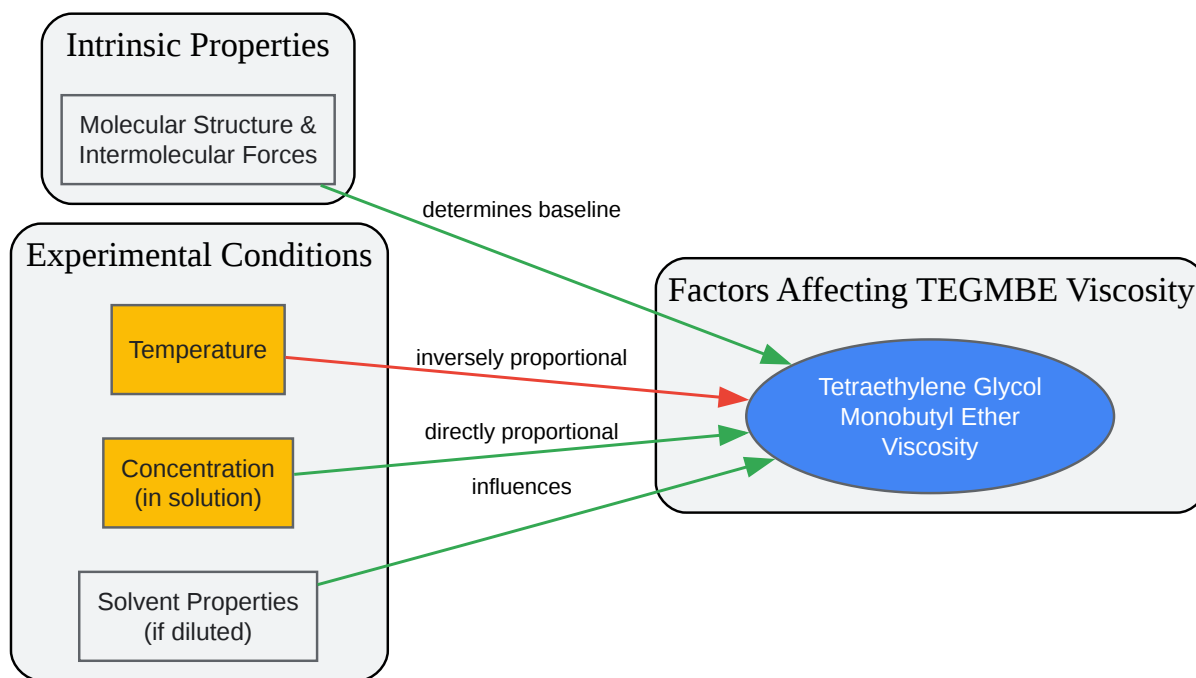 Intrinsic Properties
Molecular Structure &
Intermolecular Forces
determines baseline
Experimental Conditions
Temperature
inversely proportional
Concentration
(in solution)
directly proportional
influences
Solvent Properties
(if diluted)
Factors Affecting TEGMBE Viscosity
Tetraethylene Glycol
Monobutyl Ether
Viscosity